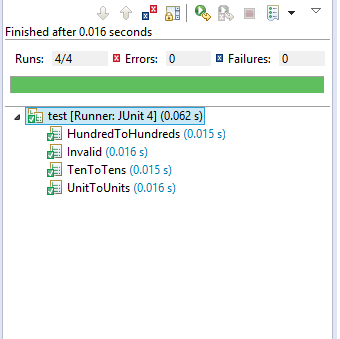 Finished after 0.016 seconds
Runs: 4/4 Errors: 0 Failures: 0
test [Runner: JUnit 4] (0.062 s)
HundredToHundreds (0.015 s)
Invalid (0.016 s)
TenToTens (0.015 s)
UnitToUnits (0.016 s)